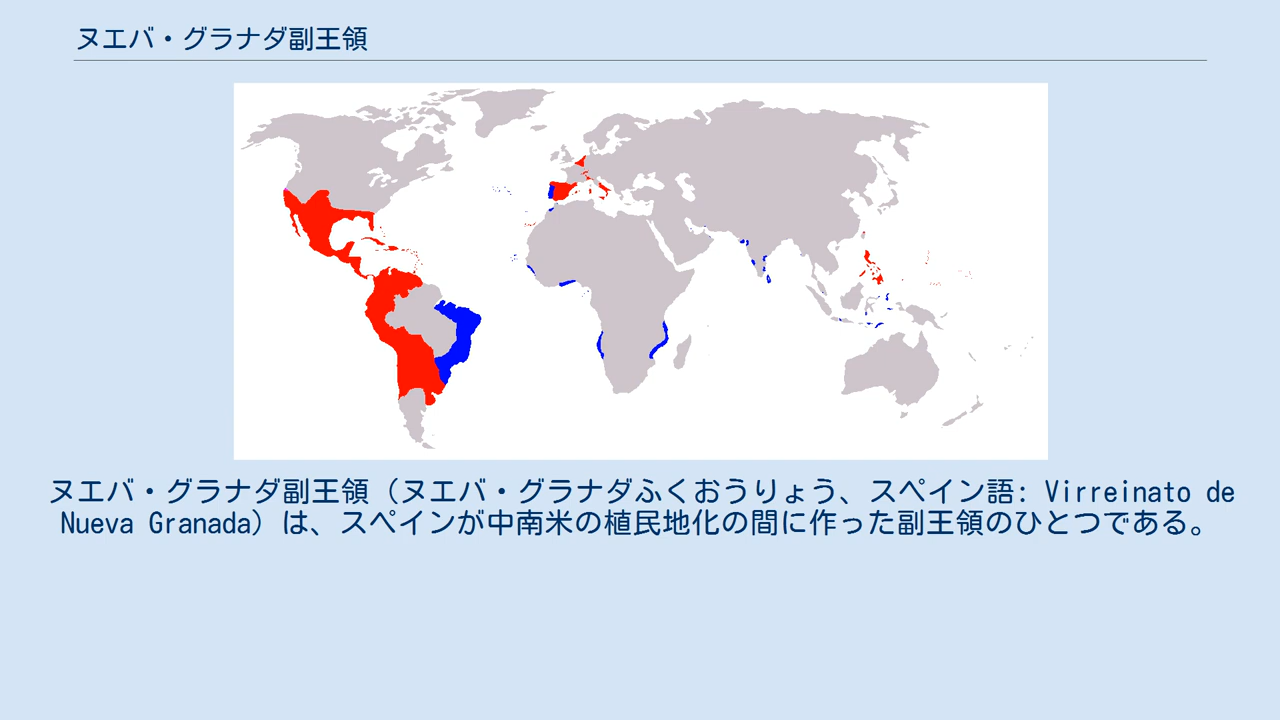 ヌエバ・グラナダ副王領
ヌエバ・グラナダ副王領（ヌエバ・グラナダふくおうりょう、スペイン語: Virreinato de
Nueva Granada）は、スペインが中南米の植民地化の間に作った副王領のひとつである。